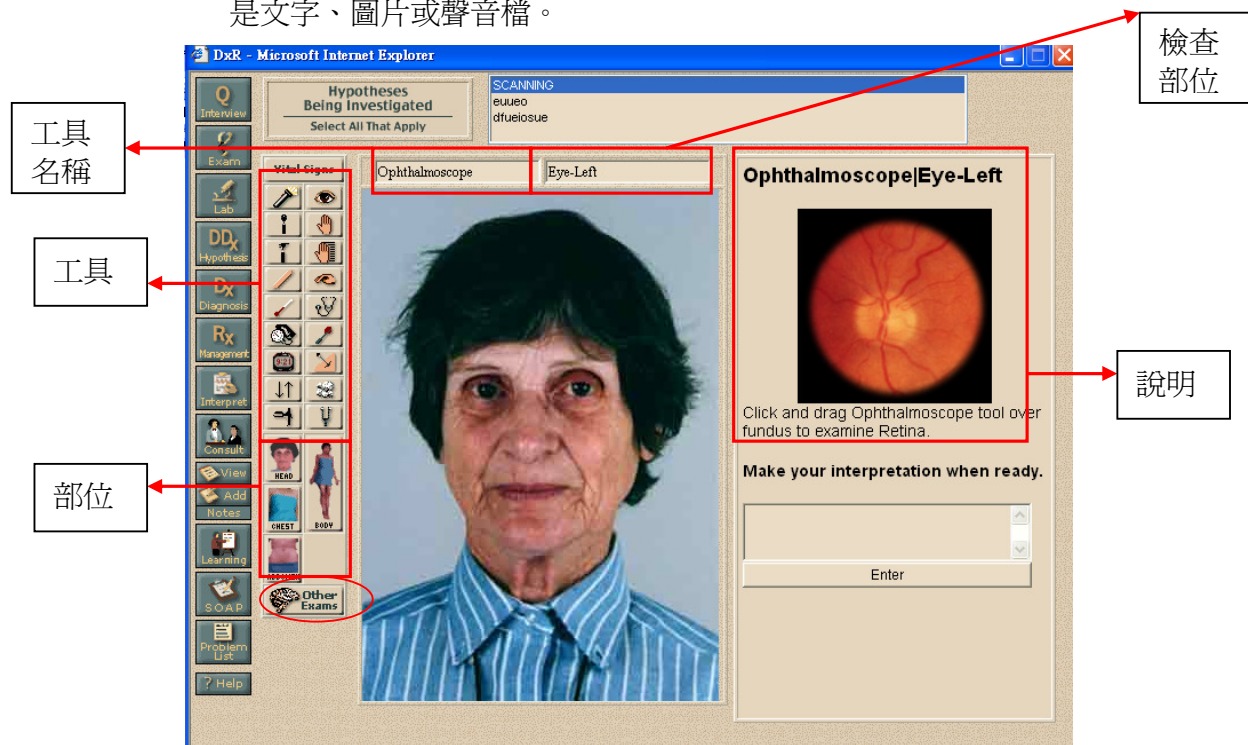 是文字、圖片或聲音檔。
檢查
部位
工具
名稱
工具
部位
說明
DxR - Microsoft Internet Explorer
Q
Interview
Exam
Lab
DDx
Hypothesis
Dx
Diagnosis
Rx
Management
Interpret
Consult
View
Add
Notes
Learning
SOAP
Problem
List
? Help
Hypotheses
Being Investigated
Select All That Apply
SCANNING
euueo
dfueiosue
Vital Signs
Ophthalmoscope
Eye-Left
HEAD
CHEST
BODY
Other
Exams
Ophthalmoscope|Eye-Left
Click and drag Ophthalmoscope tool over
fundus to examine Retina.
Make your interpretation when ready.
Enter